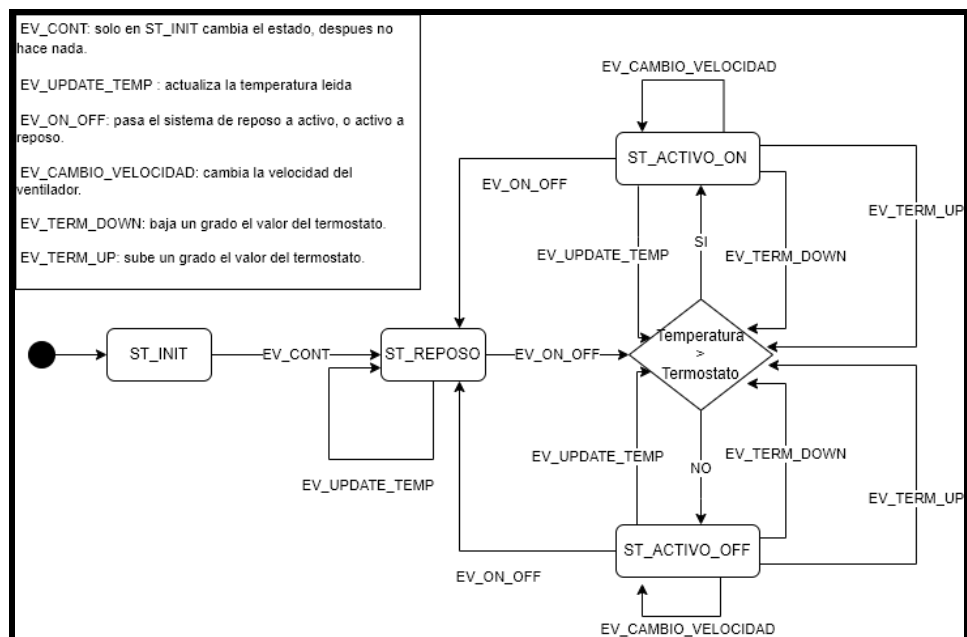 EV_CONT: solo en ST_INIT cambia el estado, despues no
hace nada.
EV_UPDATE_TEMP : actualiza la temperatura leida
EV_ON_OFF: pasa el sistema de reposo a activo, o activo a
reposo.
EV_CAMBIO_VELOCIDAD: cambia la velocidad del
ventilador.
EV_TERM_DOWN: baja un grado el valor del termostato.
EV_TERM_UP: sube un grado el valor del termostato.
EV_CAMBIO_VELOCIDAD
ST_ACTIVO_ON
EV_ON_OFF
EV_TERM_UP
SI
EV_UPDATE_TEMP
EV_TERM_DOWN
ST_INIT
EV_CONT
ST_REPOSO
EV_ON_OFF
Temperatura
>
Termostato
EV_UPDATE_TEMP
EV_UPDATE_TEMP
NO
EV_TERM_DOWN
EV_TERM_UP
ST_ACTIVO_OFF
EV_ON_OFF
EV_CAMBIO_VELOCIDAD